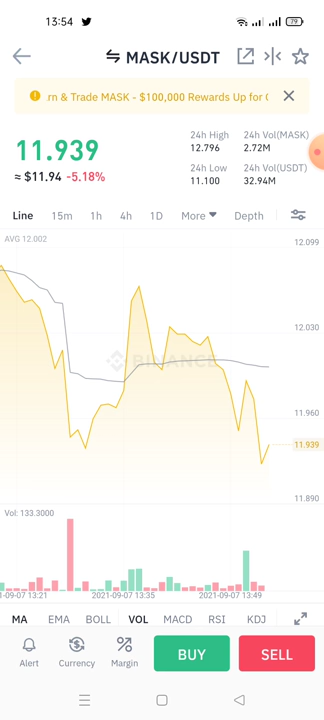 13:54
79
MASK/USDT
rn & Trade MASK - $100,000 Rewards Up for G
11.939
≈ $11.94 -5.18%
24h High
12.796
24h Vol(MASK)
2.72M
24h Low
11.100
24h Vol(USDT)
32.94M
Line 15m 1h 4h 1D More Depth
AVG 12.002
12.099
12.030
BINANCE
11.960
11.939
11.890
Vol: 133.3000
1-09-07 13:21 2021-09-07 13:35 2021-09-07 13:49
MA EMA BOLL VOL MACD RSI KDJ
Alert Currency Margin BUY SELL